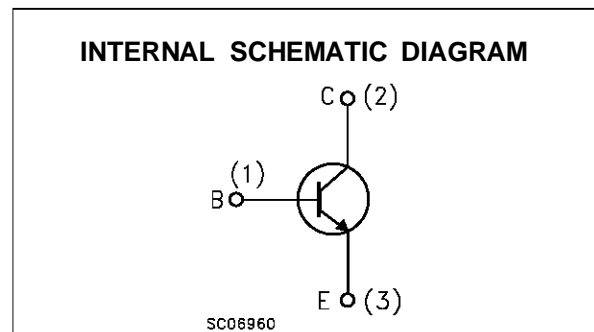 INTERNAL SCHEMATIC DIAGRAM
C (2)
(1)
B
E (3)
SC06960